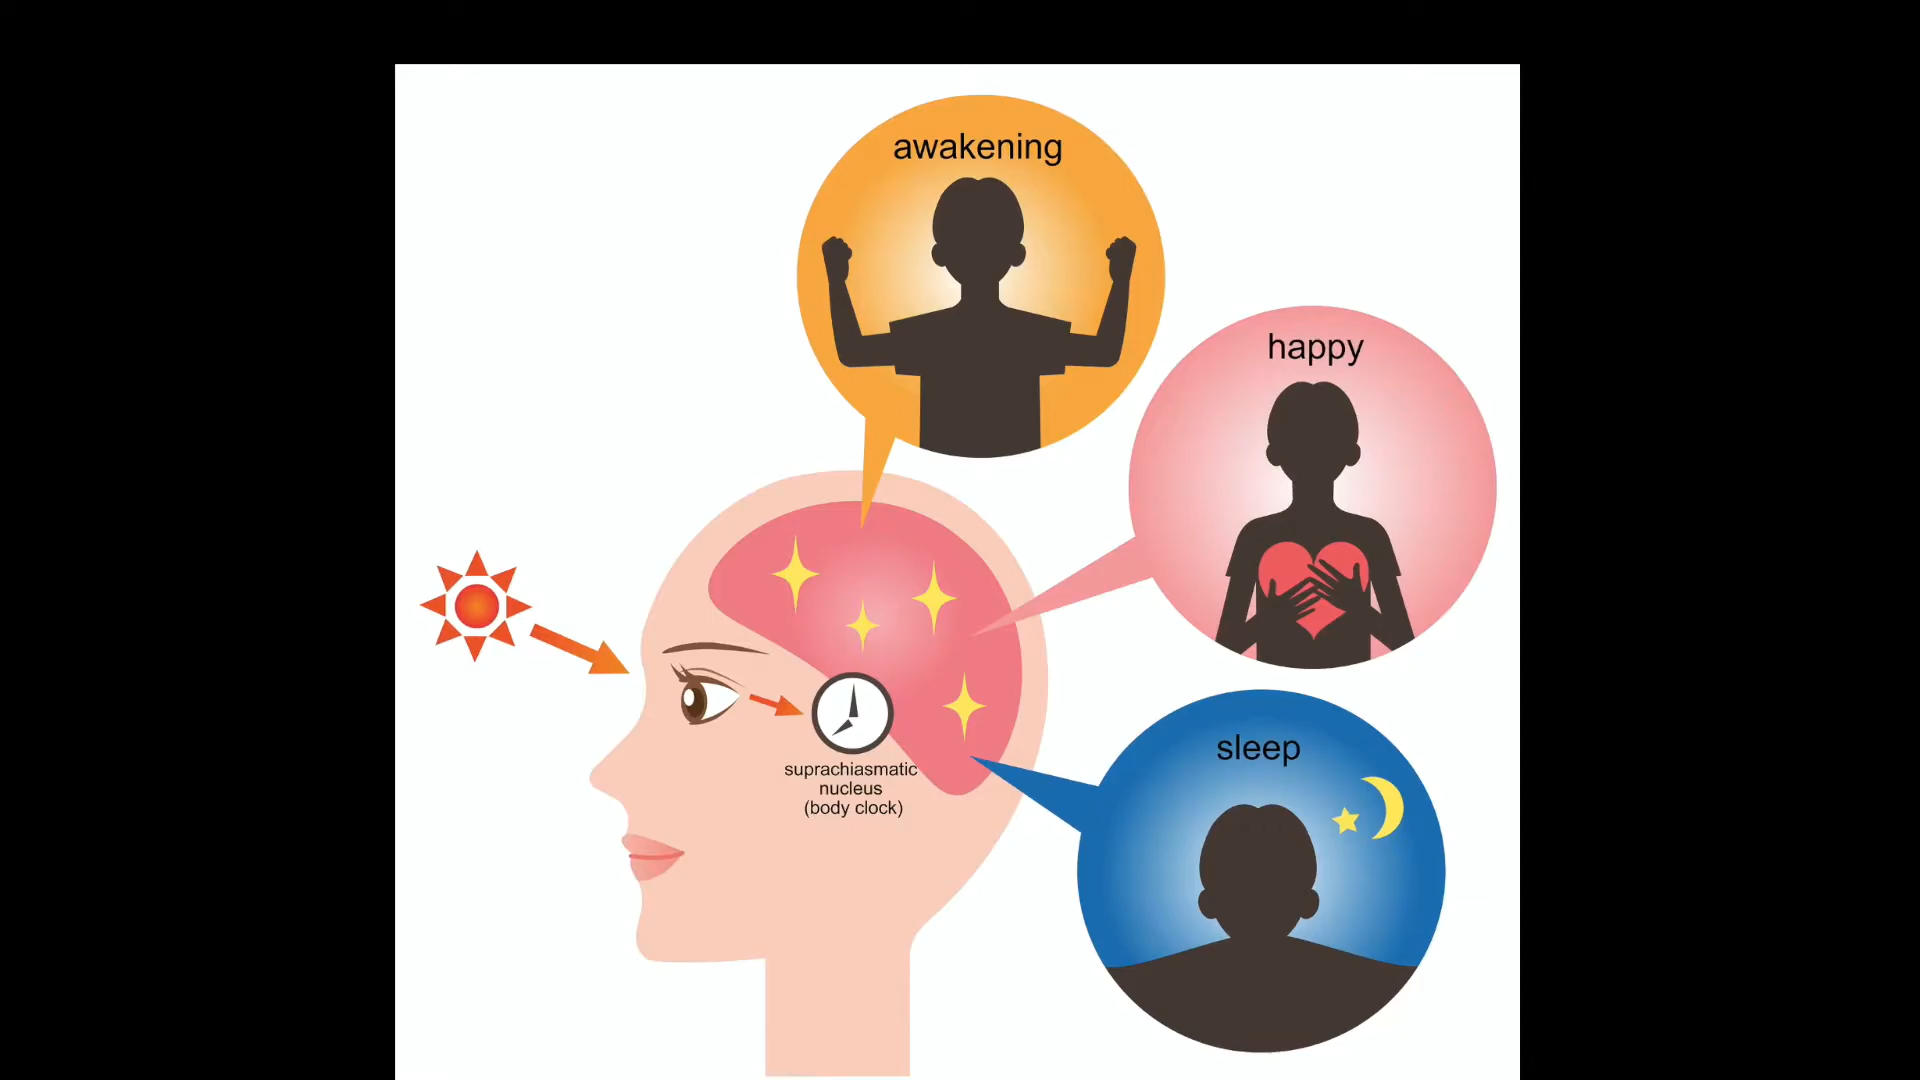 awakening
happy
suprachiasmatic
nucleus
(body clock)
sleep